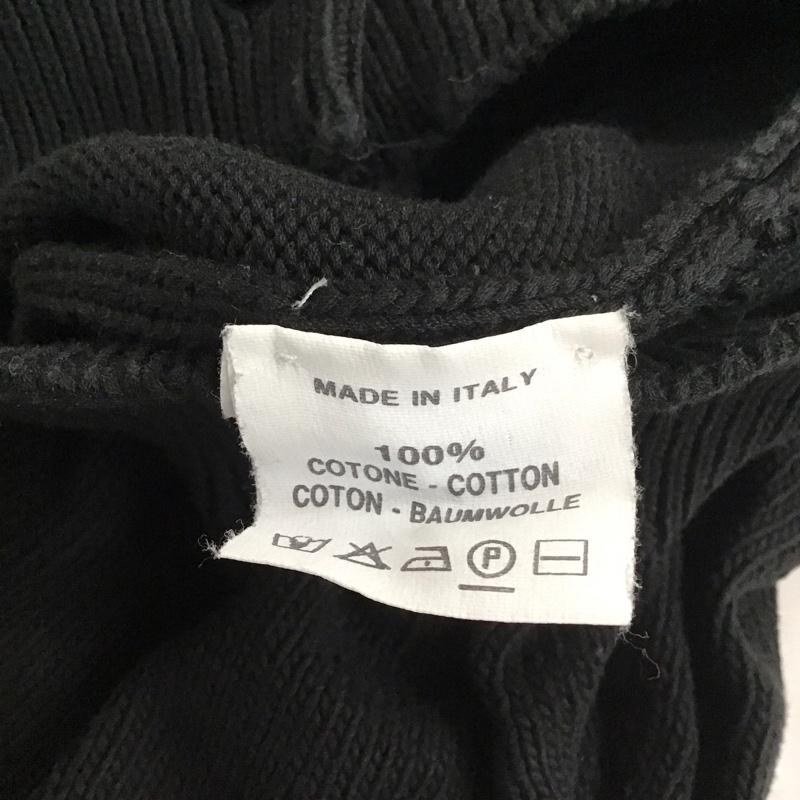 MADE IN ITALY
100%
COTONE - COTTON
COTON - BAUMWOLLE
P